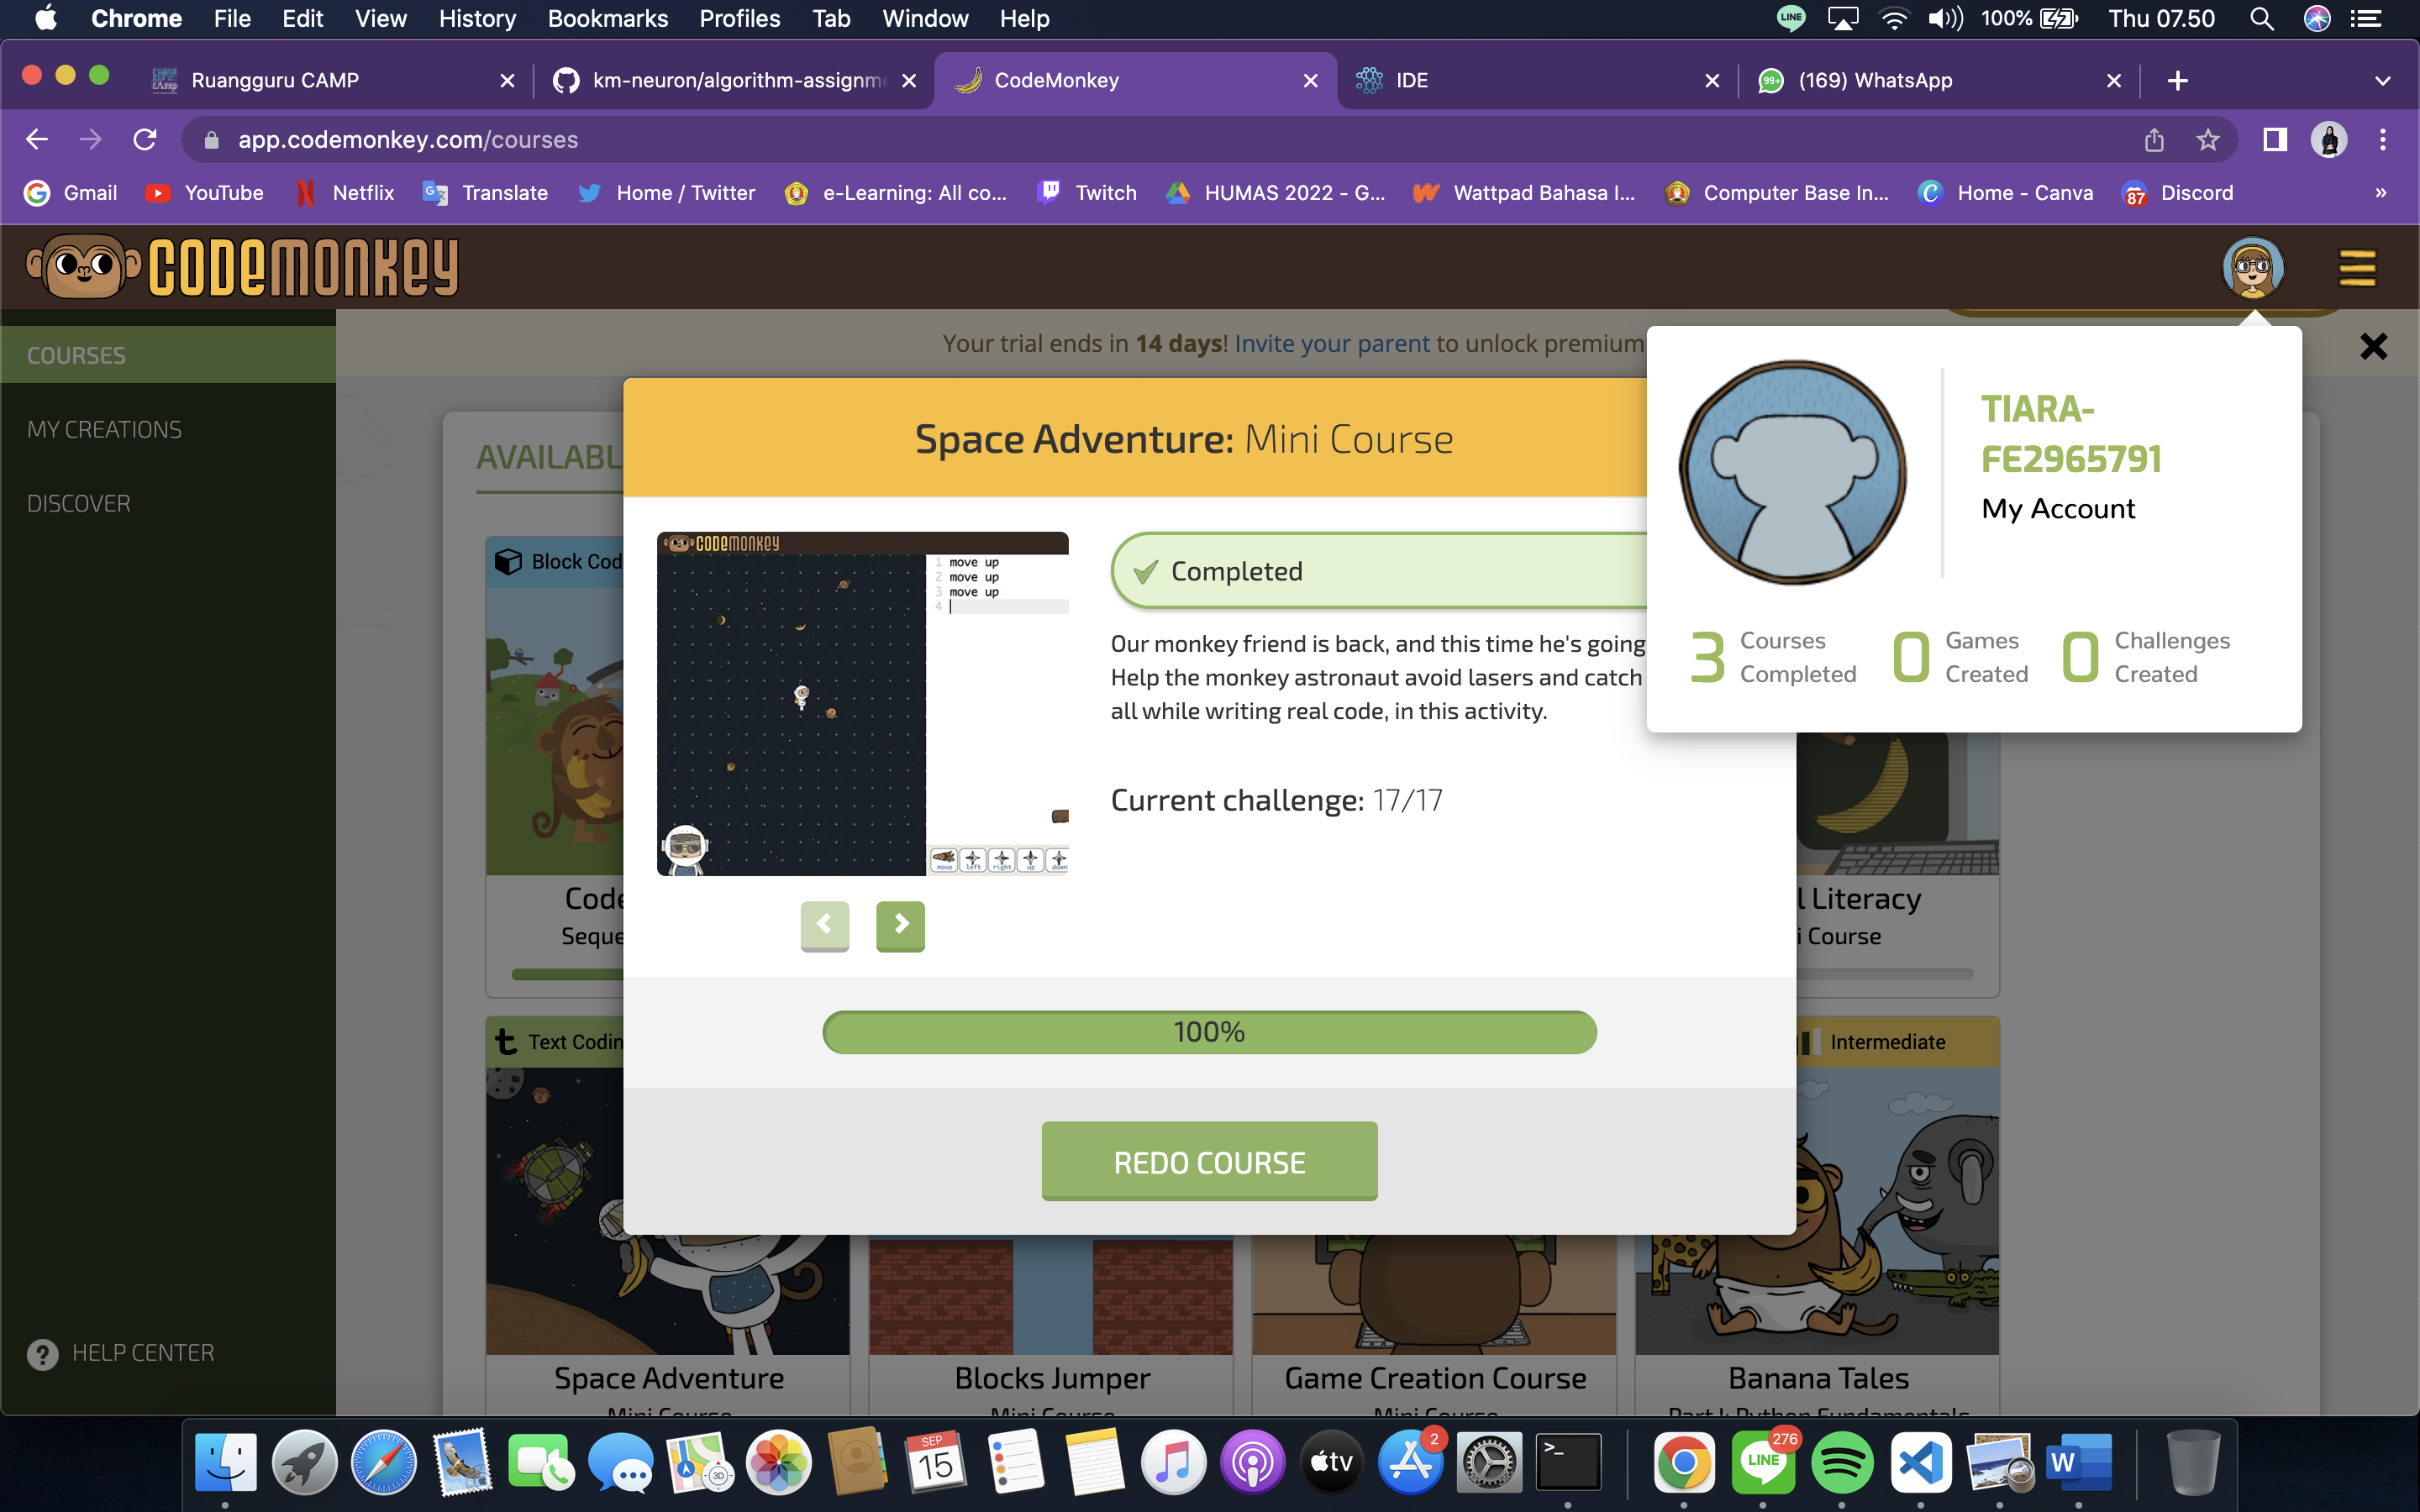 Chrome File Edit View History Bookmarks Profiles Tab Window Help
LINE 100% Thu 07.50
Ruangguru CAMP
km-neuron/algorithm-assignme
CodeMonkey
IDE
99+ (169) WhatsApp
app.codemonkey.com/courses
Gmail YouTube Netflix Translate Home / Twitter e-Learning: All co... Twitch HUMAS 2022 - G... Wattpad Bahasa I... Computer Base In... Home - Canva 87 Discord »
CODEMONKEY
COURSES
MY CREATIONS
DISCOVER
HELP CENTER
Your trial ends in 14 days! Invite your parent to unlock premium
AVAILABL
Block Cod
Code
Seque
l Literacy
i Course
Text Codin
Intermediate
Space Adventure: Mini Course
CODEMONKEY
1 move up
2 move up
3 move up
4
move left right up down
Completed
Our monkey friend is back, and this time he's going
Help the monkey astronaut avoid lasers and catch
all while writing real code, in this activity.
Current challenge: 17/17
100%
REDO COURSE
TIARA-
FE2965791
My Account
3 Courses Completed
0 Games Created
0 Challenges Created
Space Adventure
Mini Course
Blocks Jumper
Mini Course
Game Creation Course
Mini Course
Banana Tales
Part I: Python Fundamentals
SEP
15
3D
tv
2
>_
LINE
276
W